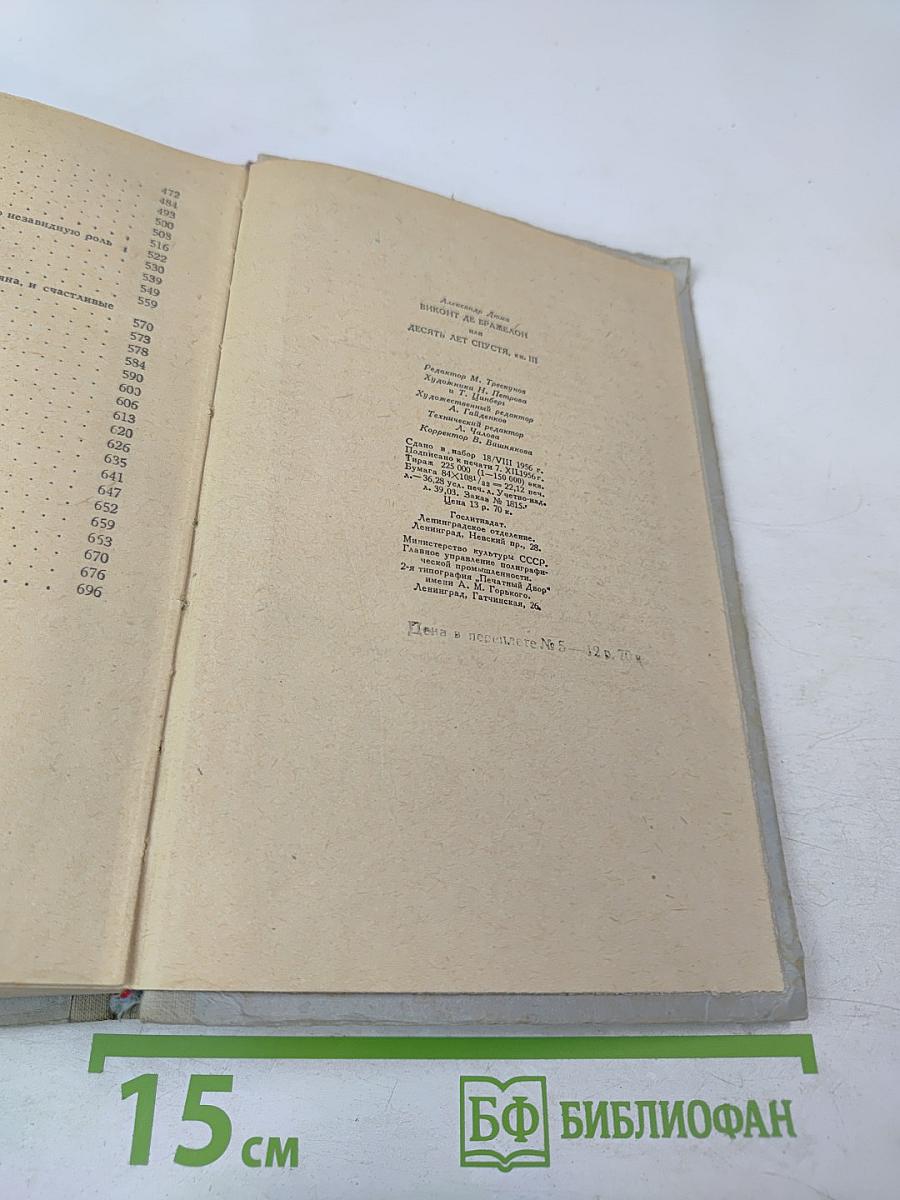 472
484
493
500
508
незавидную роль
516
522
530
539
549
и счастливые
559
570
573
578
584
590
600
606
613
620
626
635
641
647
652
659
653
670
676
696
Александр Дюма
ВИКОНТ ДЕ БРАЖЕЛОН
или
ДЕСЯТЬ ЛЕТ СПУСТЯ, кн. III
Редактор М. Трескунов
Художники Н. Петрова
и Т. Цинберг
Художественный редактор
А. Гайденков
Технический редактор
Л. Чалова
Корректор В. Вишнякова
Сдано в набор 18/VIII 1956 г.
Подписано к печати 7. XII.1956 г.
Тираж 225 000 (1—150 000) экз.
Бумага 84×108¹/₃₂ = 22,12 печ.
л.— 36,28 усл. печ. л. Учетно-изд.
л. 39,03. Заказ № 1815.
Цена 13 р. 70 к.
Гослитиздат.
Ленинградское отделение.
Ленинград, Невский пр., 28.
Министерство культуры СССР.
Главное управление полиграфи-
ческой промышленности.
2-я типография „Печатный Двор"
имени А. М. Горького.
Ленинград, Гатчинская, 26.
Цена в переплете № 5 — 12 р. 70 к
15 см
БФ БИБЛИОФАН